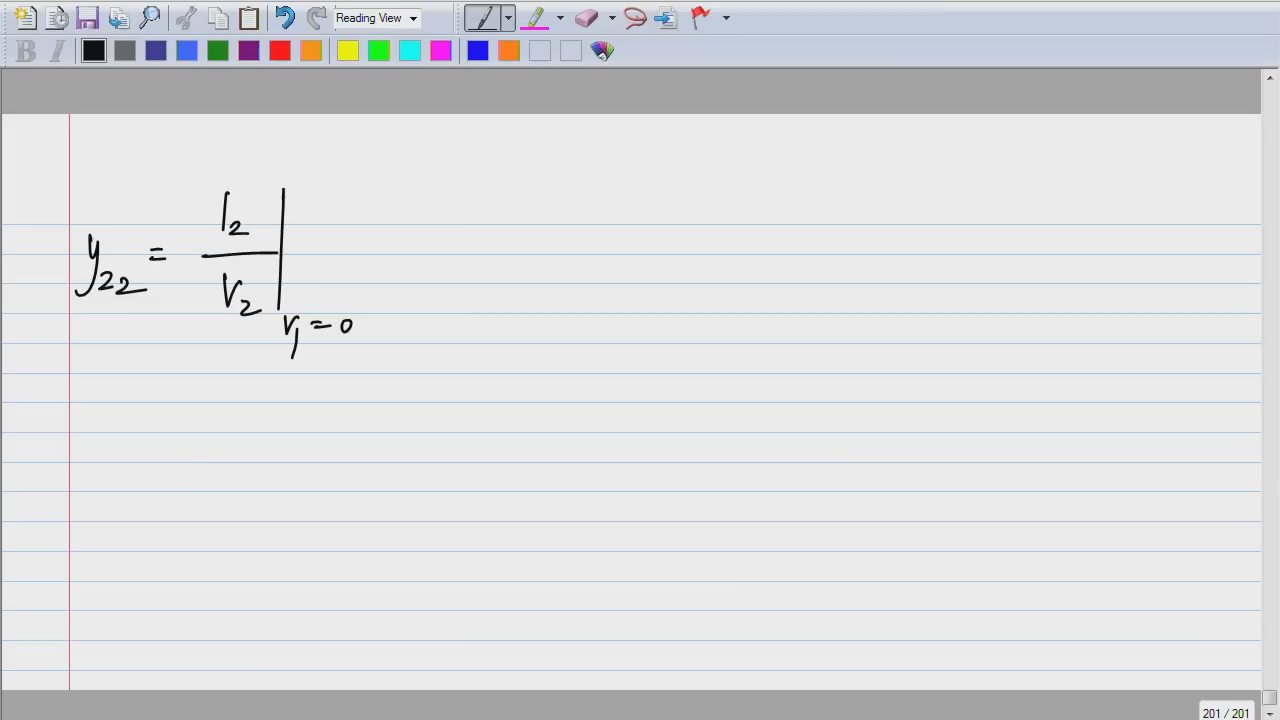 Reading View
B I
y₂₂ = I₂ / V₂ | V₁ = 0
201 / 201